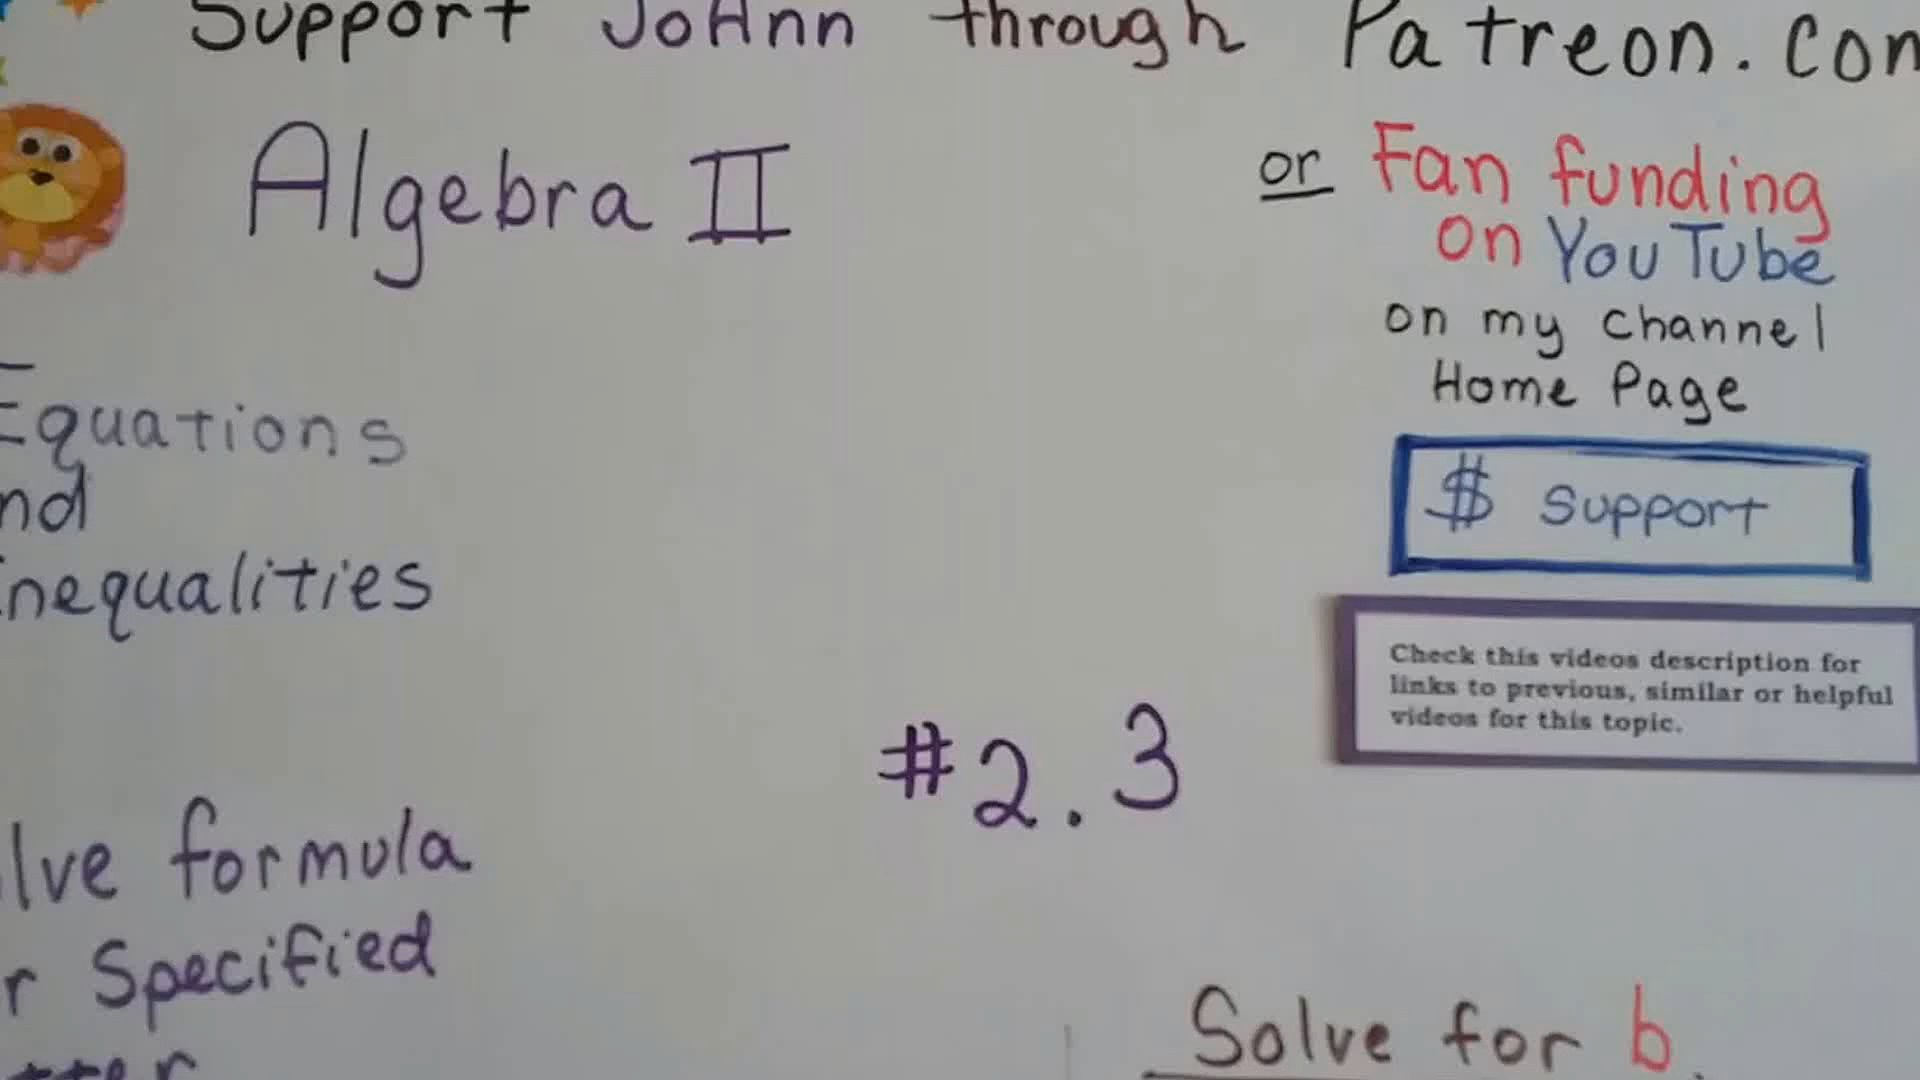 Support JoAnn through Patreon.com
Algebra II
or Fan funding
on YouTube
on my channel
Home Page
$ Support
Equations
nd
inequalities
Check this videos description for
links to previous, similar or helpful
videos for this topic.
#2.3
lve formula
r Specified
tter
Solve for b